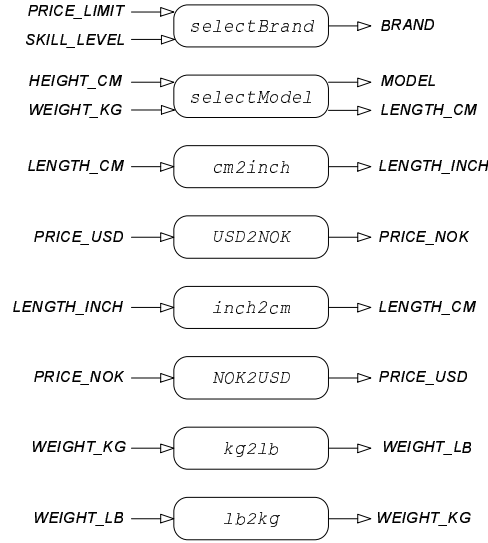 PRICE_LIMIT
SKILL_LEVEL
selectBrand
BRAND
HEIGHT_CM
WEIGHT_KG
selectModel
MODEL
LENGTH_CM
LENGTH_CM
cm2inch
LENGTH_INCH
PRICE_USD
USD2NOK
PRICE_NOK
LENGTH_INCH
inch2cm
LENGTH_CM
PRICE_NOK
NOK2USD
PRICE_USD
WEIGHT_KG
kg2lb
WEIGHT_LB
WEIGHT_LB
lb2kg
WEIGHT_KG